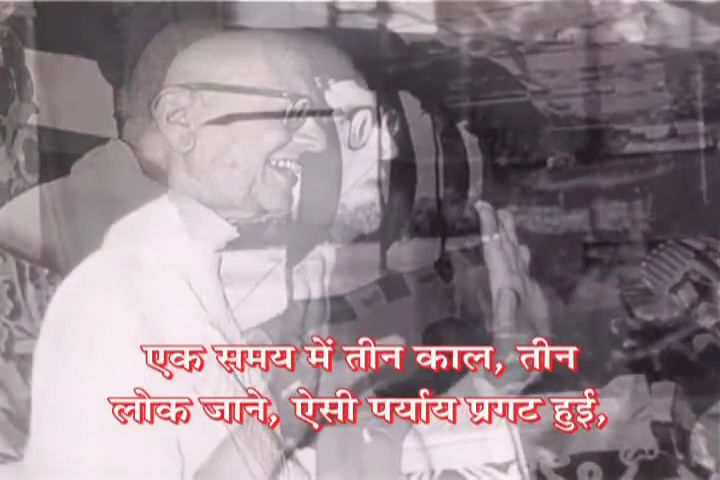 एक समय में तीन काल, तीन
लोक जाने, ऐसी पर्याय प्रगट हुई,